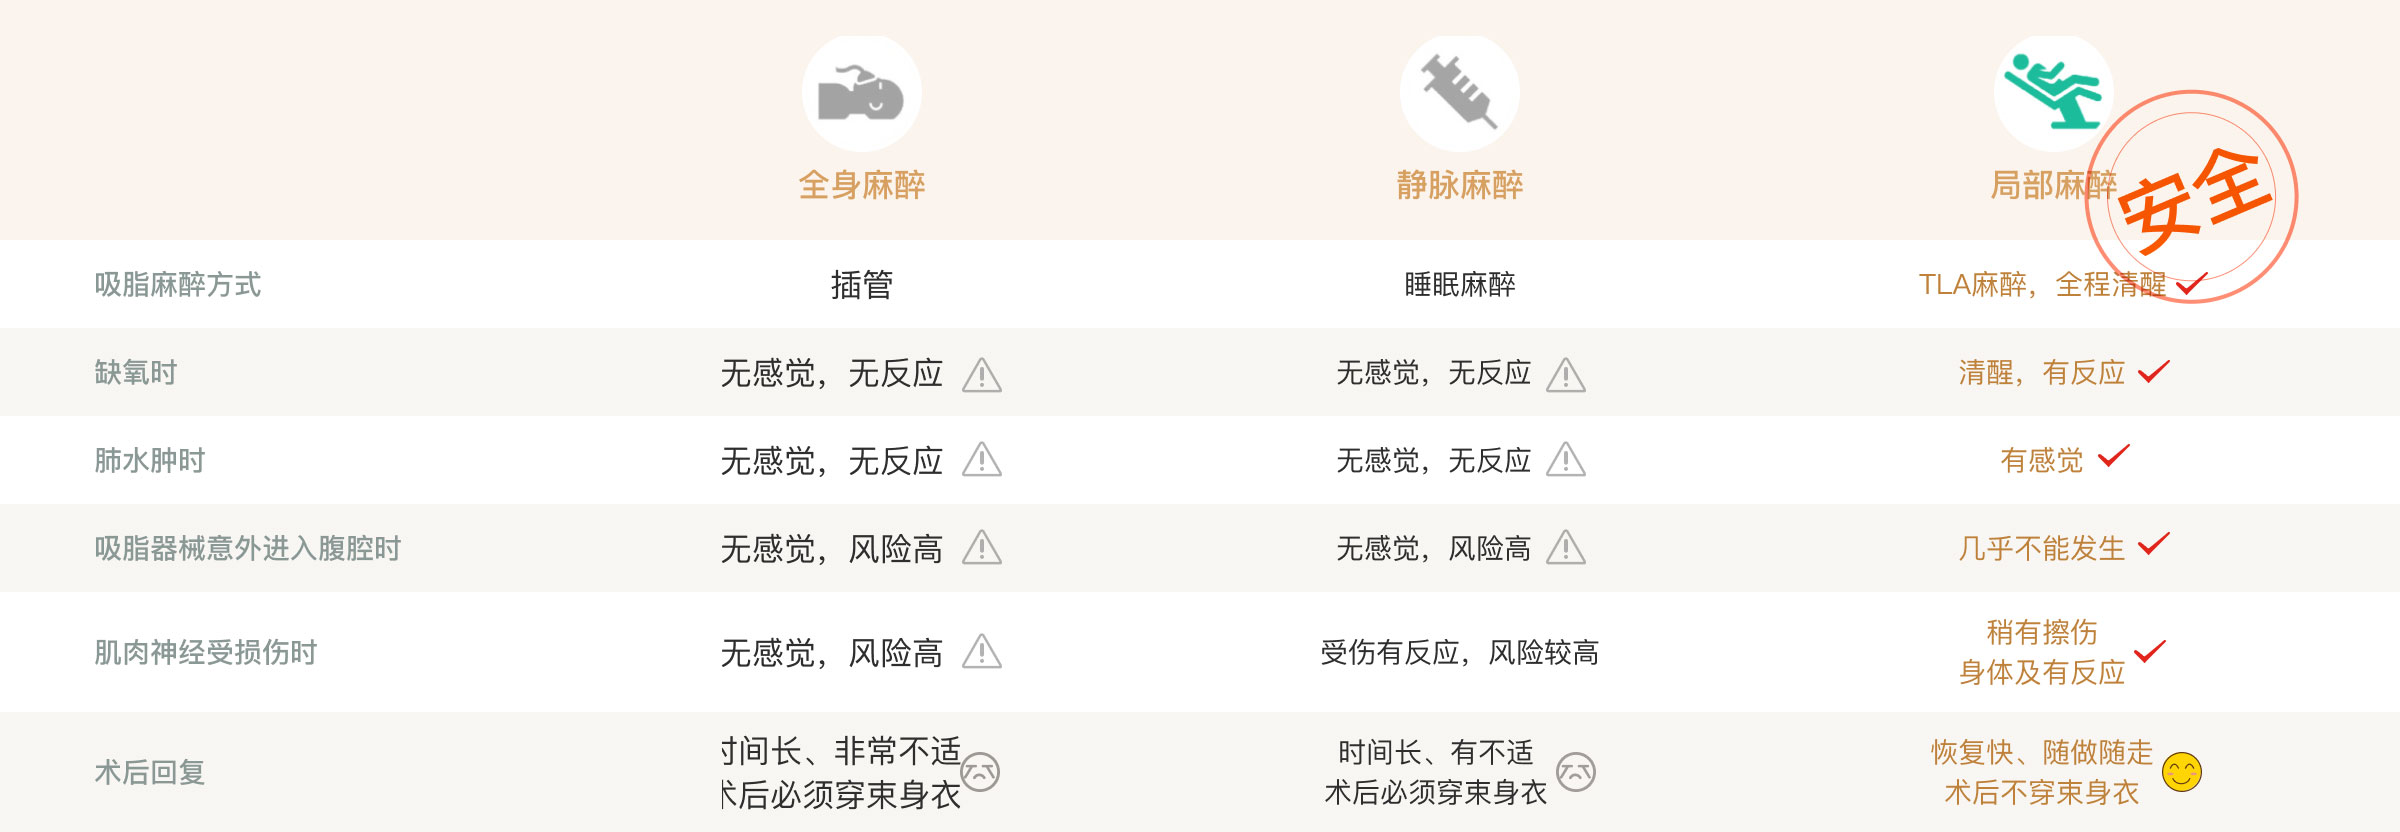 全身麻醉
静脉麻醉
局部麻醉
安全
吸脂麻醉方式
插管
睡眠麻醉
TLA麻醉，全程清醒
缺氧时
无感觉，无反应
无感觉，无反应
清醒，有反应
肺水肿时
无感觉，无反应
无感觉，无反应
有感觉
吸脂器械意外进入腹腔时
无感觉，风险高
无感觉，风险高
几乎不能发生
肌肉神经受损伤时
无感觉，风险高
受伤有反应，风险较高
稍有擦伤
身体及有反应
术后回复
时间长、非常不适
术后必须穿束身衣
时间长、有不适
术后必须穿束身衣
恢复快、随做随走
术后不穿束身衣